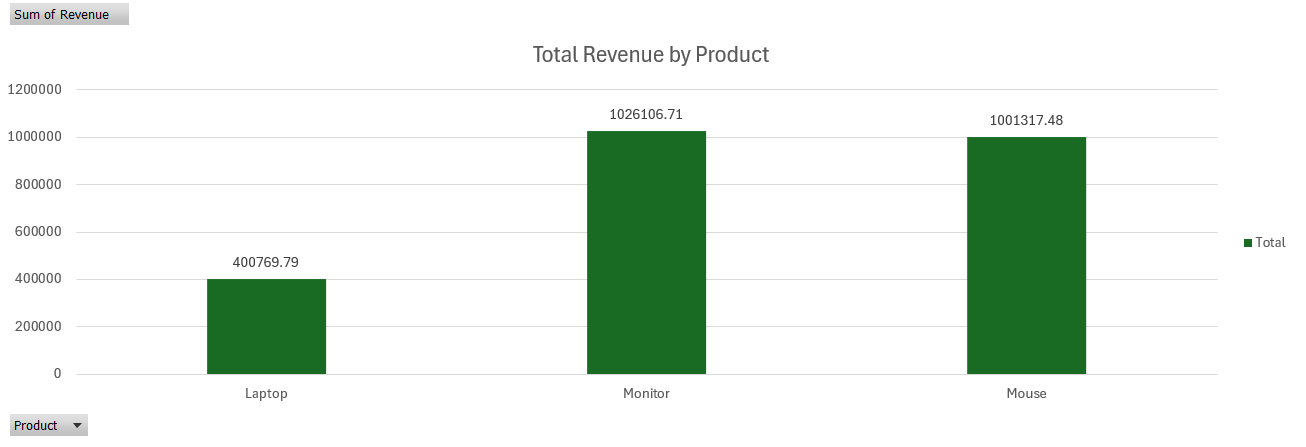 Sum of Revenue
Total Revenue by Product
1200000
1000000
800000
600000
400000
200000
0
400769.79
1026106.71
1001317.48
Laptop
Monitor
Mouse
Total
Product